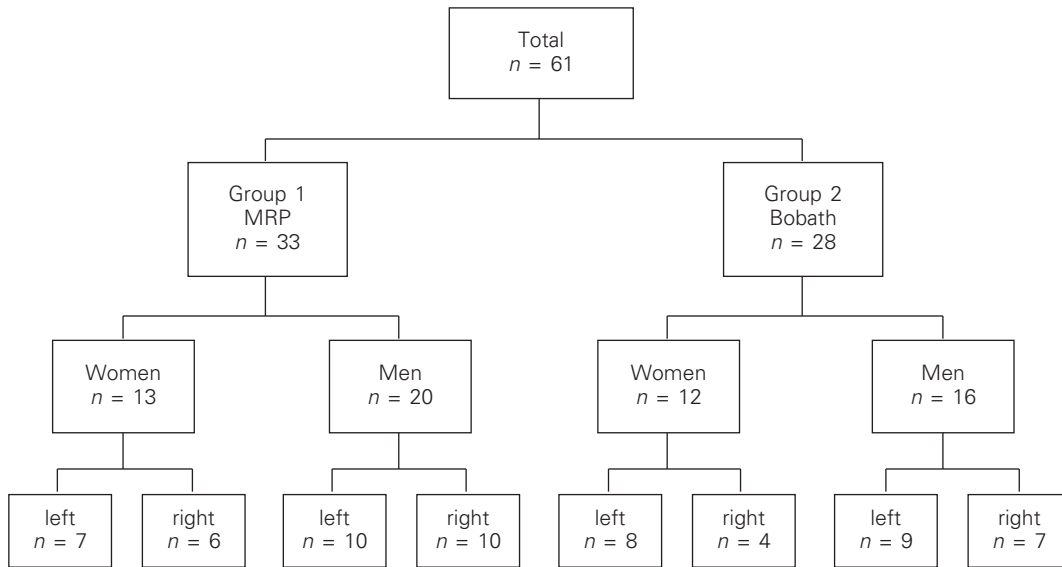 Total
n = 61
Group 1
MRP
n = 33
Group 2
Bobath
n = 28
Women
n = 13
Men
n = 20
Women
n = 12
Men
n = 16
left
n = 7
right
n = 6
left
n = 10
right
n = 10
left
n = 8
right
n = 4
left
n = 9
right
n = 7